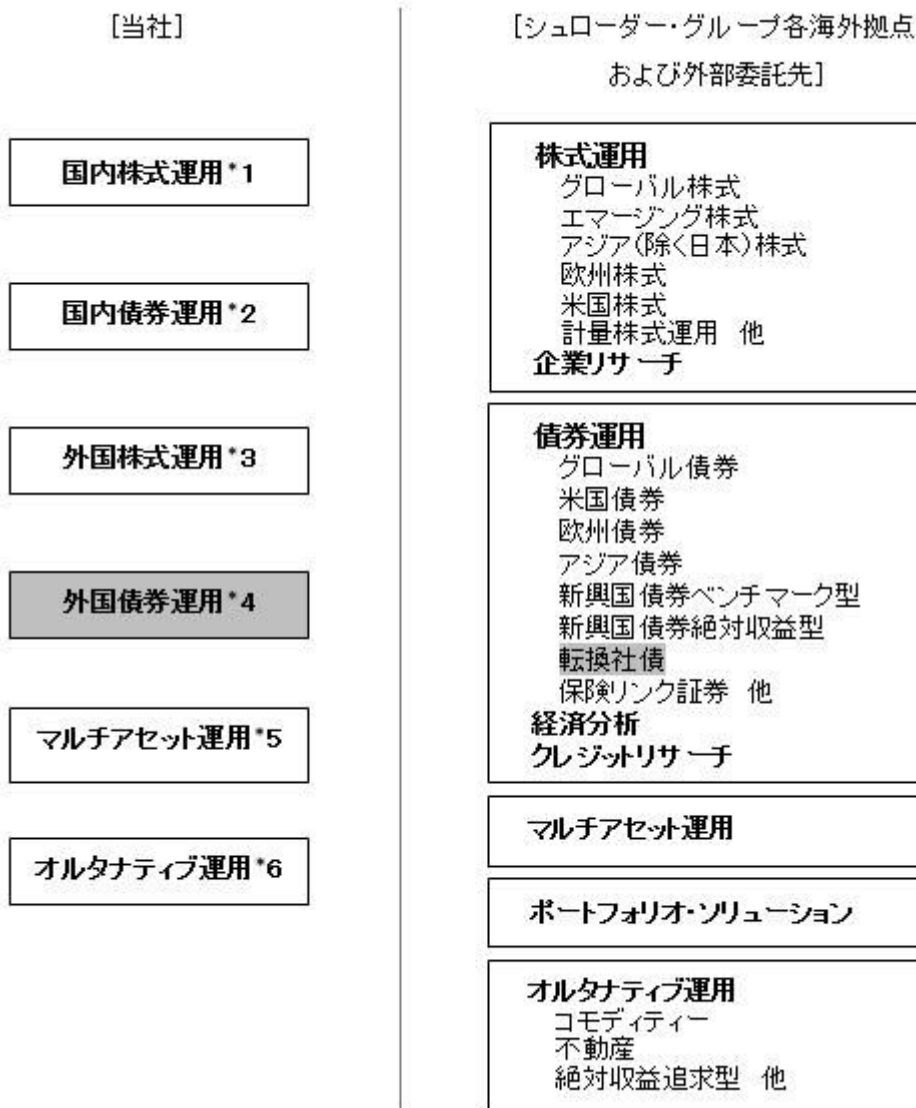 [当社]
国内株式運用*1
国内債券運用*2
外国株式運用*3
外国債券運用*4
マルチアセット運用*5
オルタナティブ運用*6
[シュローダー・グループ各海外拠点
および外部委託先]
株式運用
グローバル株式
エマージング株式
アジア(除く日本)株式
欧州株式
米国株式
計量株式運用 他
企業リサーチ
債券運用
グローバル債券
米国債券
欧州債券
アジア債券
新興国債券ベンチマーク型
新興国債券絶対収益型
転換社債
保険リンク証券 他
経済分析
クレジットリサーチ
マルチアセット運用
ポートフォリオ・ソリューション
オルタナティブ運用
コモディティー
不動産
絶対収益追求型 他